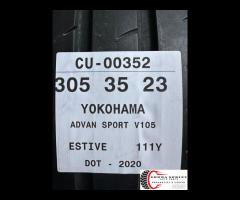 CU-00352
305 35 23
YOKOHAMA
ADVAN SPORT V105
ESTIVE 111Y
DOT - 2020